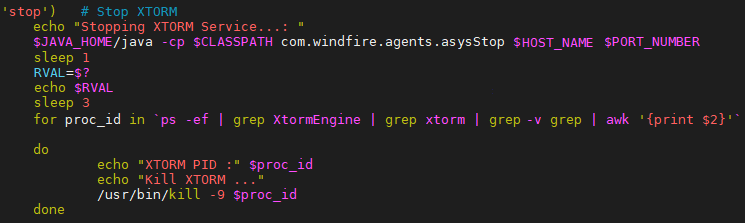 'stop')   # Stop XTORM
    echo "Stopping XTORM Service...: "
    $JAVA_HOME/java -cp $CLASSPATH com.windfire.agents.asysStop $HOST_NAME $PORT_NUMBER
    sleep 1
    RVAL=$?
    echo $RVAL
    sleep 3
    for proc_id in `ps -ef | grep XtormEngine | grep xtorm | grep -v grep | awk '{print $2}'`
    do
            echo "XTORM PID :" $proc_id
            echo "Kill XTORM ..."
            /usr/bin/kill -9 $proc_id
    done